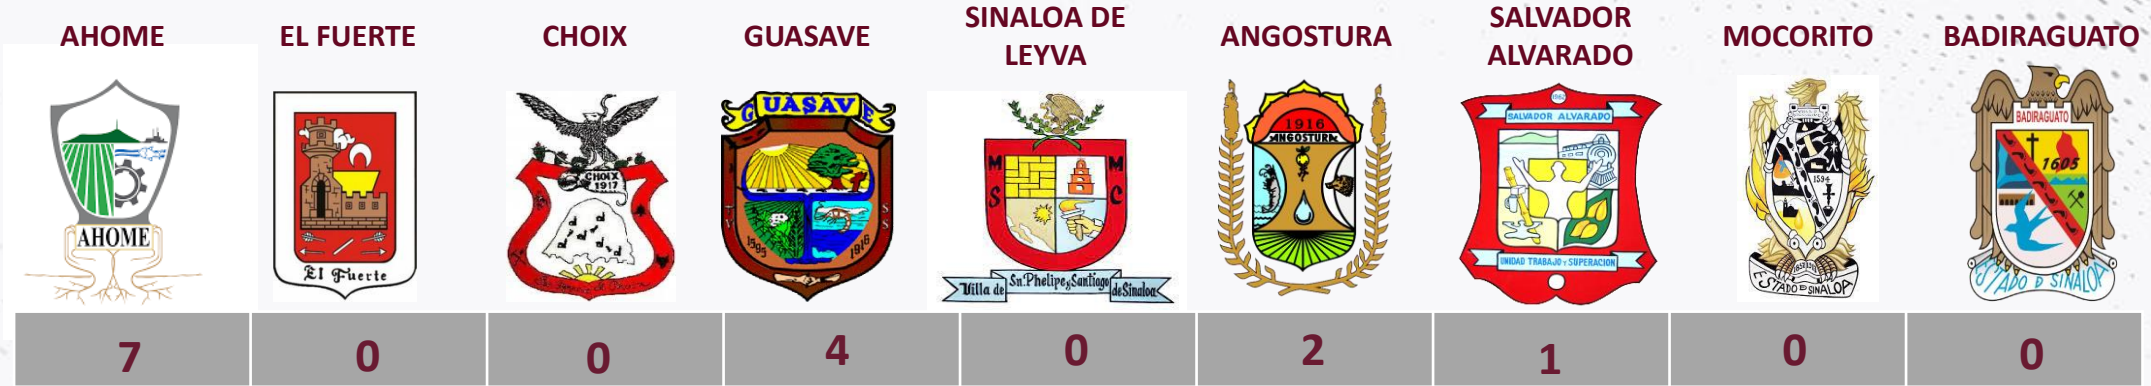 AHOME
EL FUERTE
CHOIX
GUASAVE
SINALOA DE
LEYVA
ANGOSTURA
SALVADOR
ALVARADO
MOCORITO
BADIRAGUATO
AHOME
El Fuerte
CHOIX
1917
GUASAVE
1595
1916
M
M
S
C
Villa de Sn. Phelipe y Santiago de Sinaloa
1916
ANGOSTURA
1962
SALVADOR ALVARADO
UNIDAD TRABAJO Y SUPERACION
1594
ESTADO D SINALOA
BADIRAGUATO
1605
ESTADO D SINALOA
7
0
0
4
0
2
1
0
0